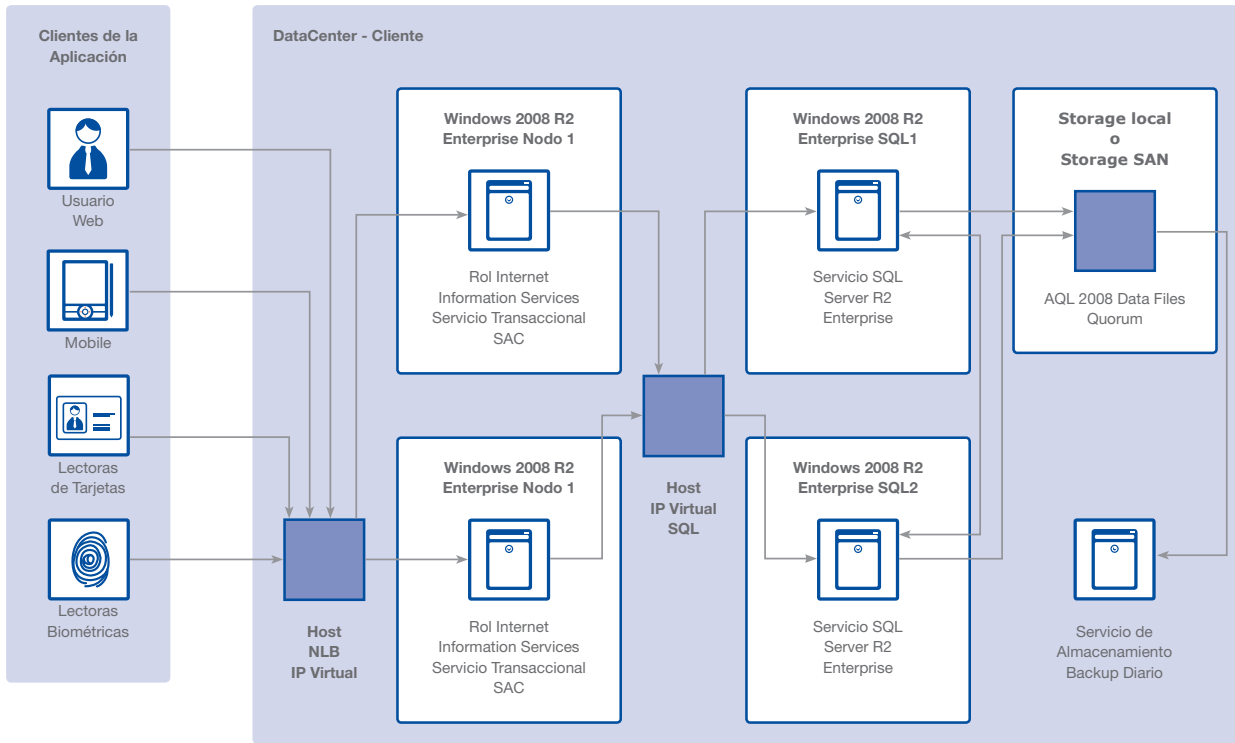 Clientes de la
Aplicación
Usuario
Web
Mobile
Lectoras
de Tarjetas
Lectoras
Biométricas
DataCenter - Cliente
Host
NLB
IP Virtual
Windows 2008 R2
Enterprise Nodo 1
Rol Internet
Information Services
Servicio Transaccional
SAC
Windows 2008 R2
Enterprise Nodo 1
Rol Internet
Information Services
Servicio Transaccional
SAC
Host
IP Virtual
SQL
Windows 2008 R2
Enterprise SQL1
Servicio SQL
Server R2
Enterprise
Windows 2008 R2
Enterprise SQL2
Servicio SQL
Server R2
Enterprise
Storage local
o
Storage SAN
AQL 2008 Data Files
Quorum
Servicio de
Almacenamiento
Backup Diario